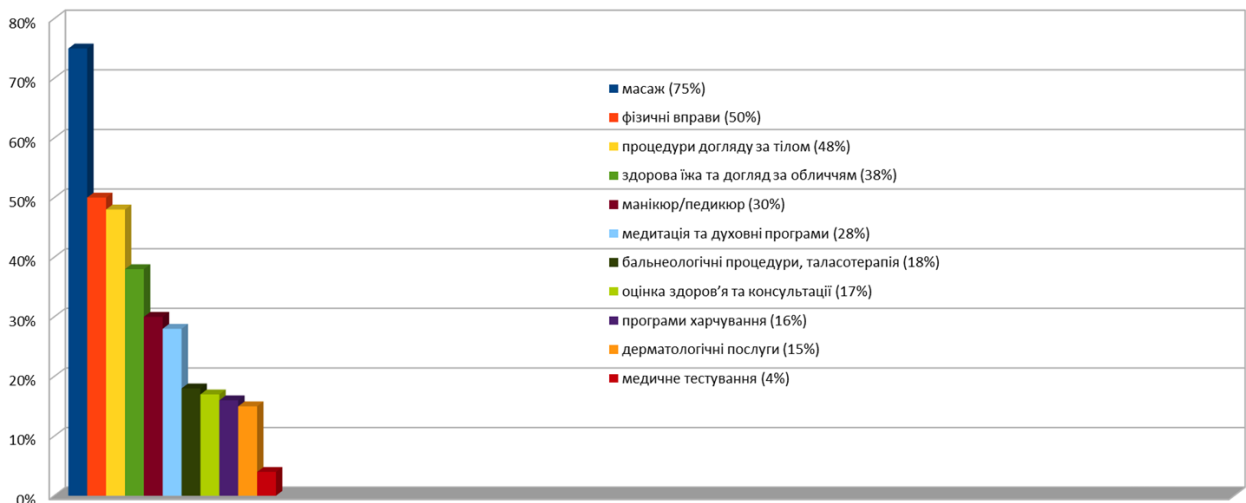 80%
70%
60%
50%
40%
30%
20%
10%
0%
масаж (75%)
фізичні вправи (50%)
процедури догляду за тілом (48%)
здорова їжа та догляд за обличчям (38%)
манікюр/педикюр (30%)
медитація та духовні програми (28%)
бальнеологічні процедури, таласотерапія (18%)
оцінка здоров’я та консультації (17%)
програми харчування (16%)
дерматологічні послуги (15%)
медичне тестування (4%)